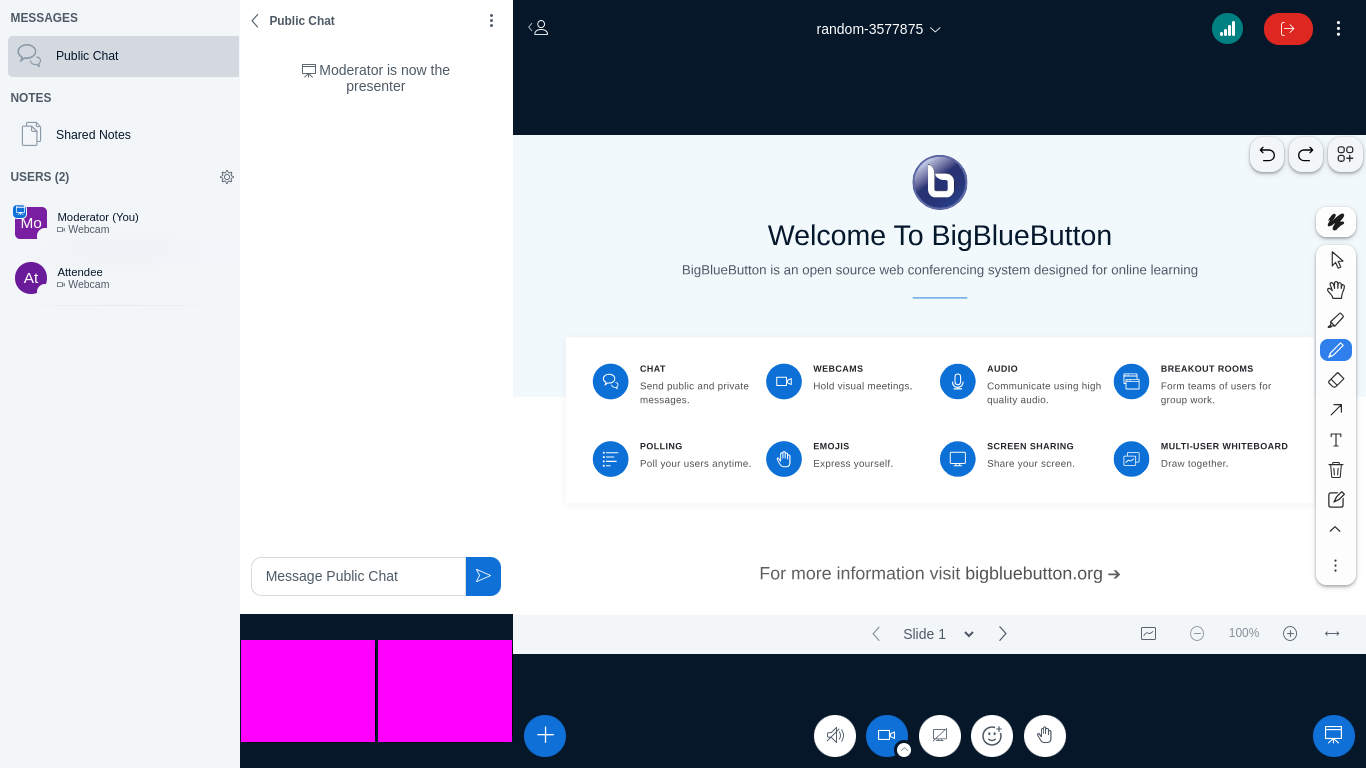 MESSAGES
Public Chat
NOTES
Shared Notes
USERS (2)
Mo
Moderator (You)
Webcam
At
Attendee
Webcam
Public Chat
Moderator is now the
presenter
Message Public Chat
random-3577875
Welcome To BigBlueButton
BigBlueButton is an open source web conferencing system designed for online learning
CHAT
Send public and private
messages.
WEBCAMS
Hold visual meetings.
AUDIO
Communicate using high
quality audio.
BREAKOUT ROOMS
Form teams of users for
group work.
POLLING
Poll your users anytime.
EMOJIS
Express yourself.
SCREEN SHARING
Share your screen.
MULTI-USER WHITEBOARD
Draw together.
For more information visit bigbluebutton.org →
Slide 1
100%